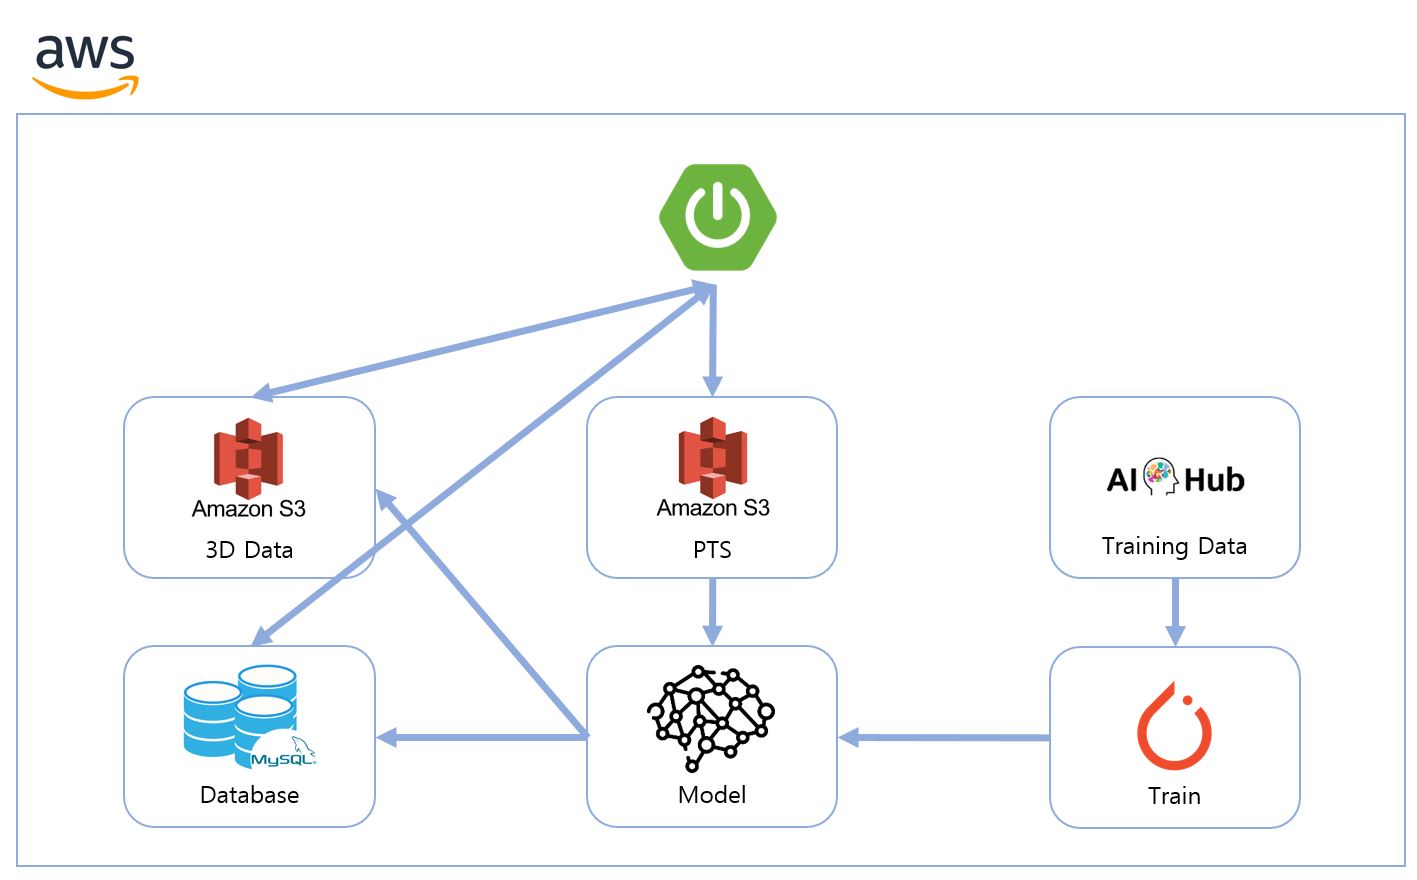 aws
Amazon S3
3D Data
Amazon S3
PTS
AI Hub
Training Data
MySQL
Database
Model
Train